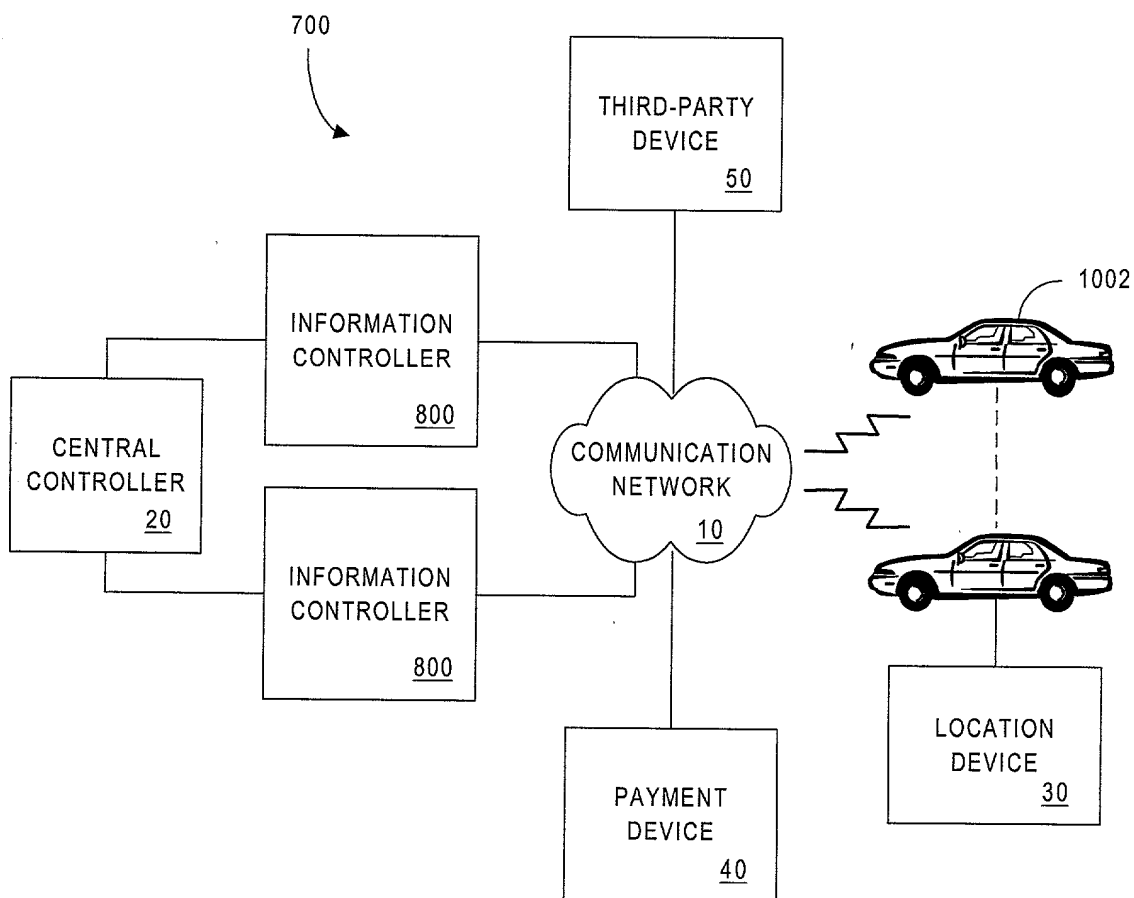 700
THIRD-PARTY
DEVICE
50
1002
INFORMATION
CONTROLLER
800
CENTRAL
CONTROLLER
20
COMMUNICATION
NETWORK
10
INFORMATION
CONTROLLER
800
LOCATION
DEVICE
30
PAYMENT
DEVICE
40